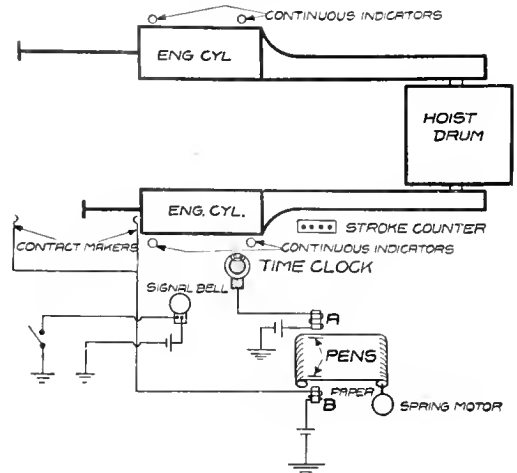 CONTINUOUS INDICATORS
ENG CYL
HOIST
DRUM
ENG. CYL.
STROKE COUNTER
CONTACT MAKERS
CONTINUOUS INDICATORS
TIME CLOCK
SIGNAL BELL
A
PENS
PAPER
B
SPRING MOTOR